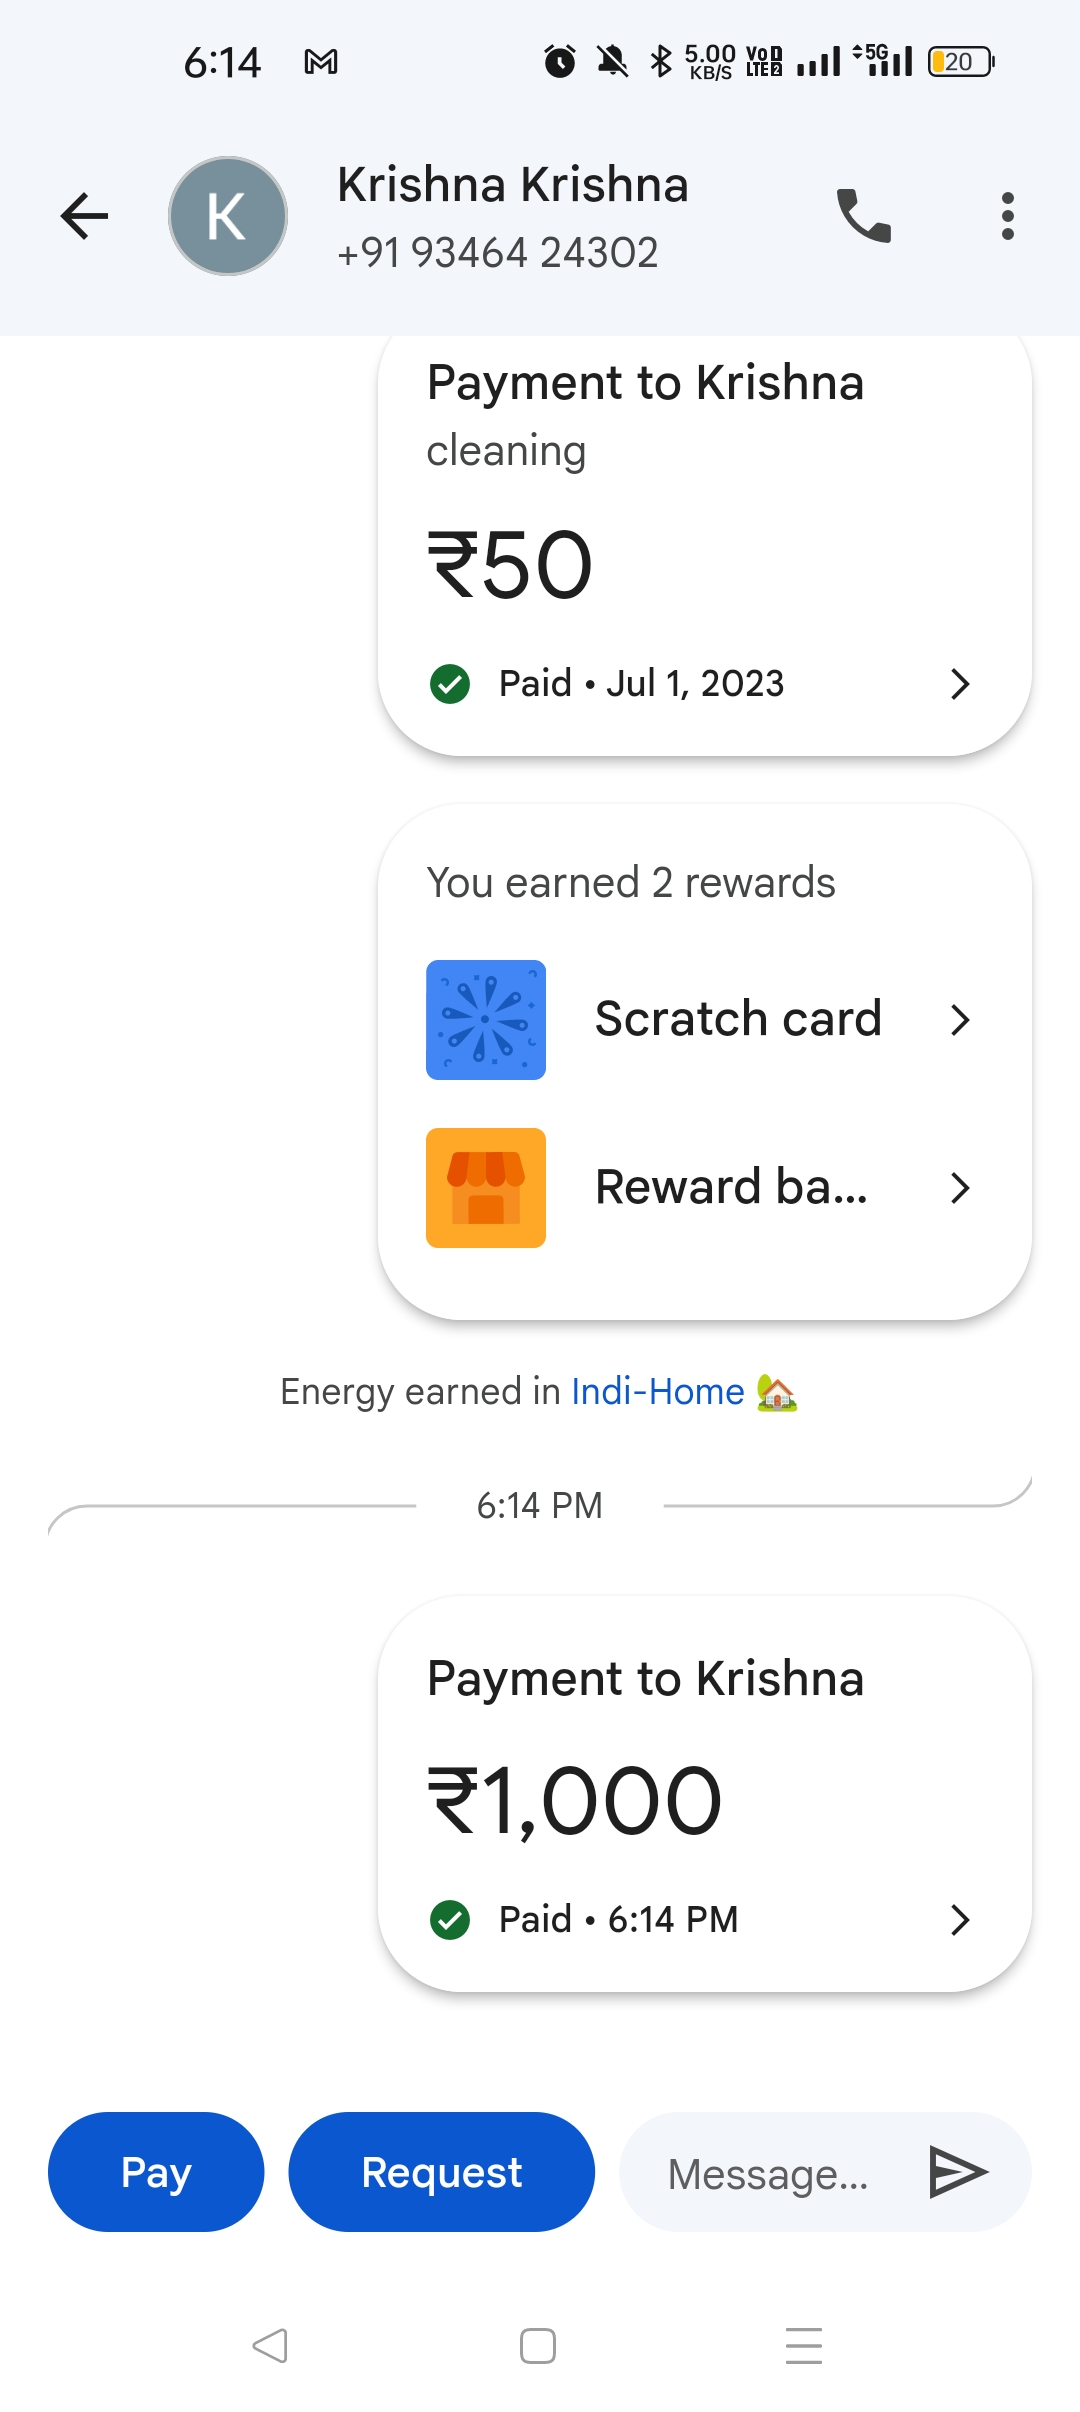 6:14
5.00
KB/S
Vo 1
LTE 2
5G
20
K
Krishna Krishna
+91 93464 24302
Payment to Krishna
cleaning
₹50
Paid • Jul 1, 2023
You earned 2 rewards
Scratch card
Reward ba...
Energy earned in Indi-Home 🏡
6:14 PM
Payment to Krishna
₹1,000
Paid • 6:14 PM
Pay
Request
Message...